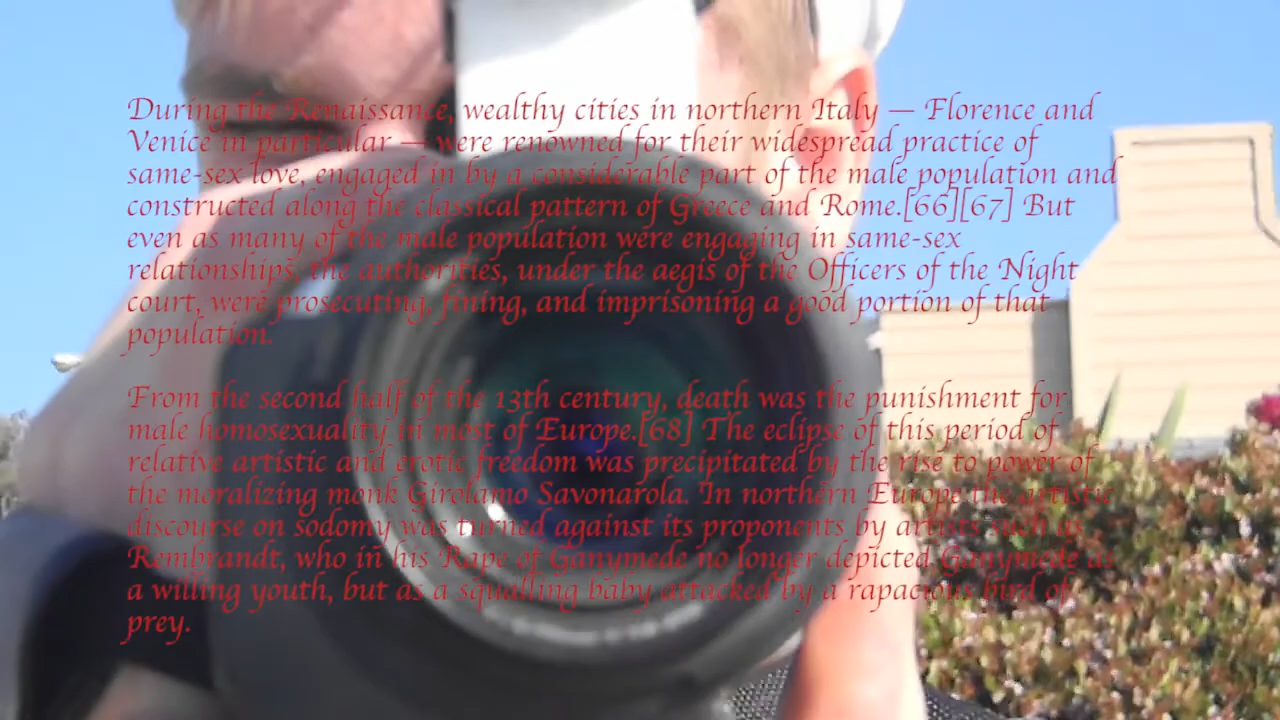 During the Renaissance, wealthy cities in northern Italy — Florence and
Venice in particular — were renowned for their widespread practice of
same-sex love, engaged in by a considerable part of the male population and
constructed along the classical pattern of Greece and Rome.[66][67] But
even as many of the male population were engaging in same-sex
relationships, the authorities, under the aegis of the Officers of the Night
court, were prosecuting, fining, and imprisoning a good portion of that
population.

From the second half of the 13th century, death was the punishment for
male homosexuality in most of Europe.[68] The eclipse of this period of
relative artistic and erotic freedom was precipitated by the rise to power of
the moralizing monk Girolamo Savonarola. In northern Europe the artistic
discourse on sodomy was turned against its proponents by artists such as
Rembrandt, who in his Rape of Ganymede no longer depicted Ganymede as
a willing youth, but as a squalling baby attacked by a rapacious bird of
prey.